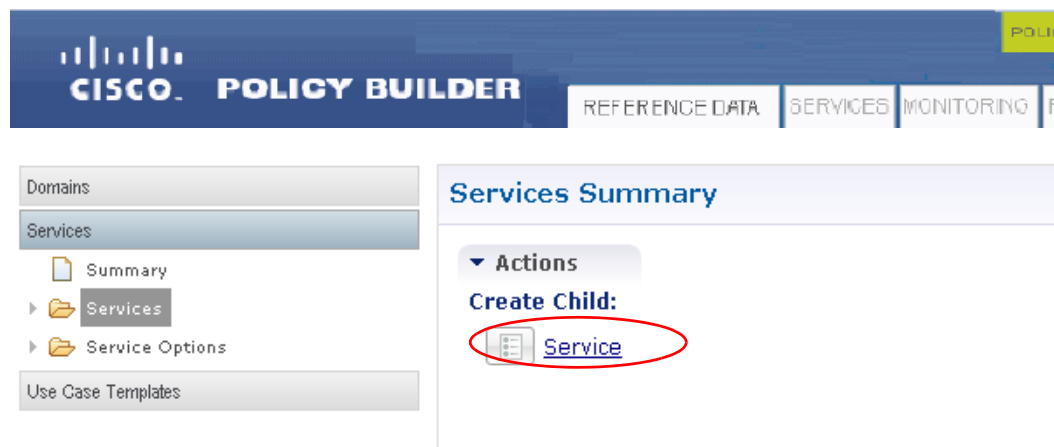 CISCO. POLICY BUILDER
REFERENCE DATA SERVICES MONITORING
Domains
Services
Summary
Services
Service Options
Use Case Templates
Services Summary
Actions
Create Child:
Service